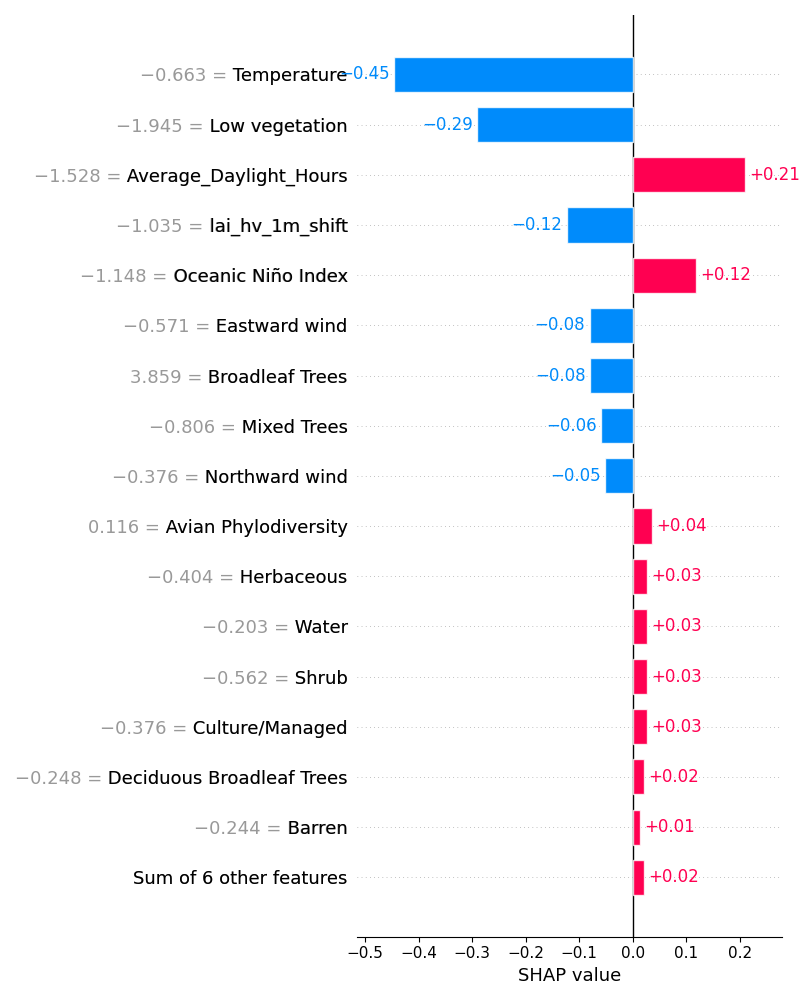 −0.663 = Temperature −0.45
−1.945 = Low vegetation −0.29
−1.528 = Average_Daylight_Hours +0.21
−1.035 = lai_hv_1m_shift −0.12
−1.148 = Oceanic Niño Index +0.12
−0.571 = Eastward wind −0.08
3.859 = Broadleaf Trees −0.08
−0.806 = Mixed Trees −0.06
−0.376 = Northward wind −0.05
0.116 = Avian Phylodiversity +0.04
−0.404 = Herbaceous +0.03
−0.203 = Water +0.03
−0.562 = Shrub +0.03
−0.376 = Culture/Managed +0.03
−0.248 = Deciduous Broadleaf Trees +0.02
−0.244 = Barren +0.01
Sum of 6 other features +0.02
−0.5 −0.4 −0.3 −0.2 −0.1 0.0 0.1 0.2
SHAP value